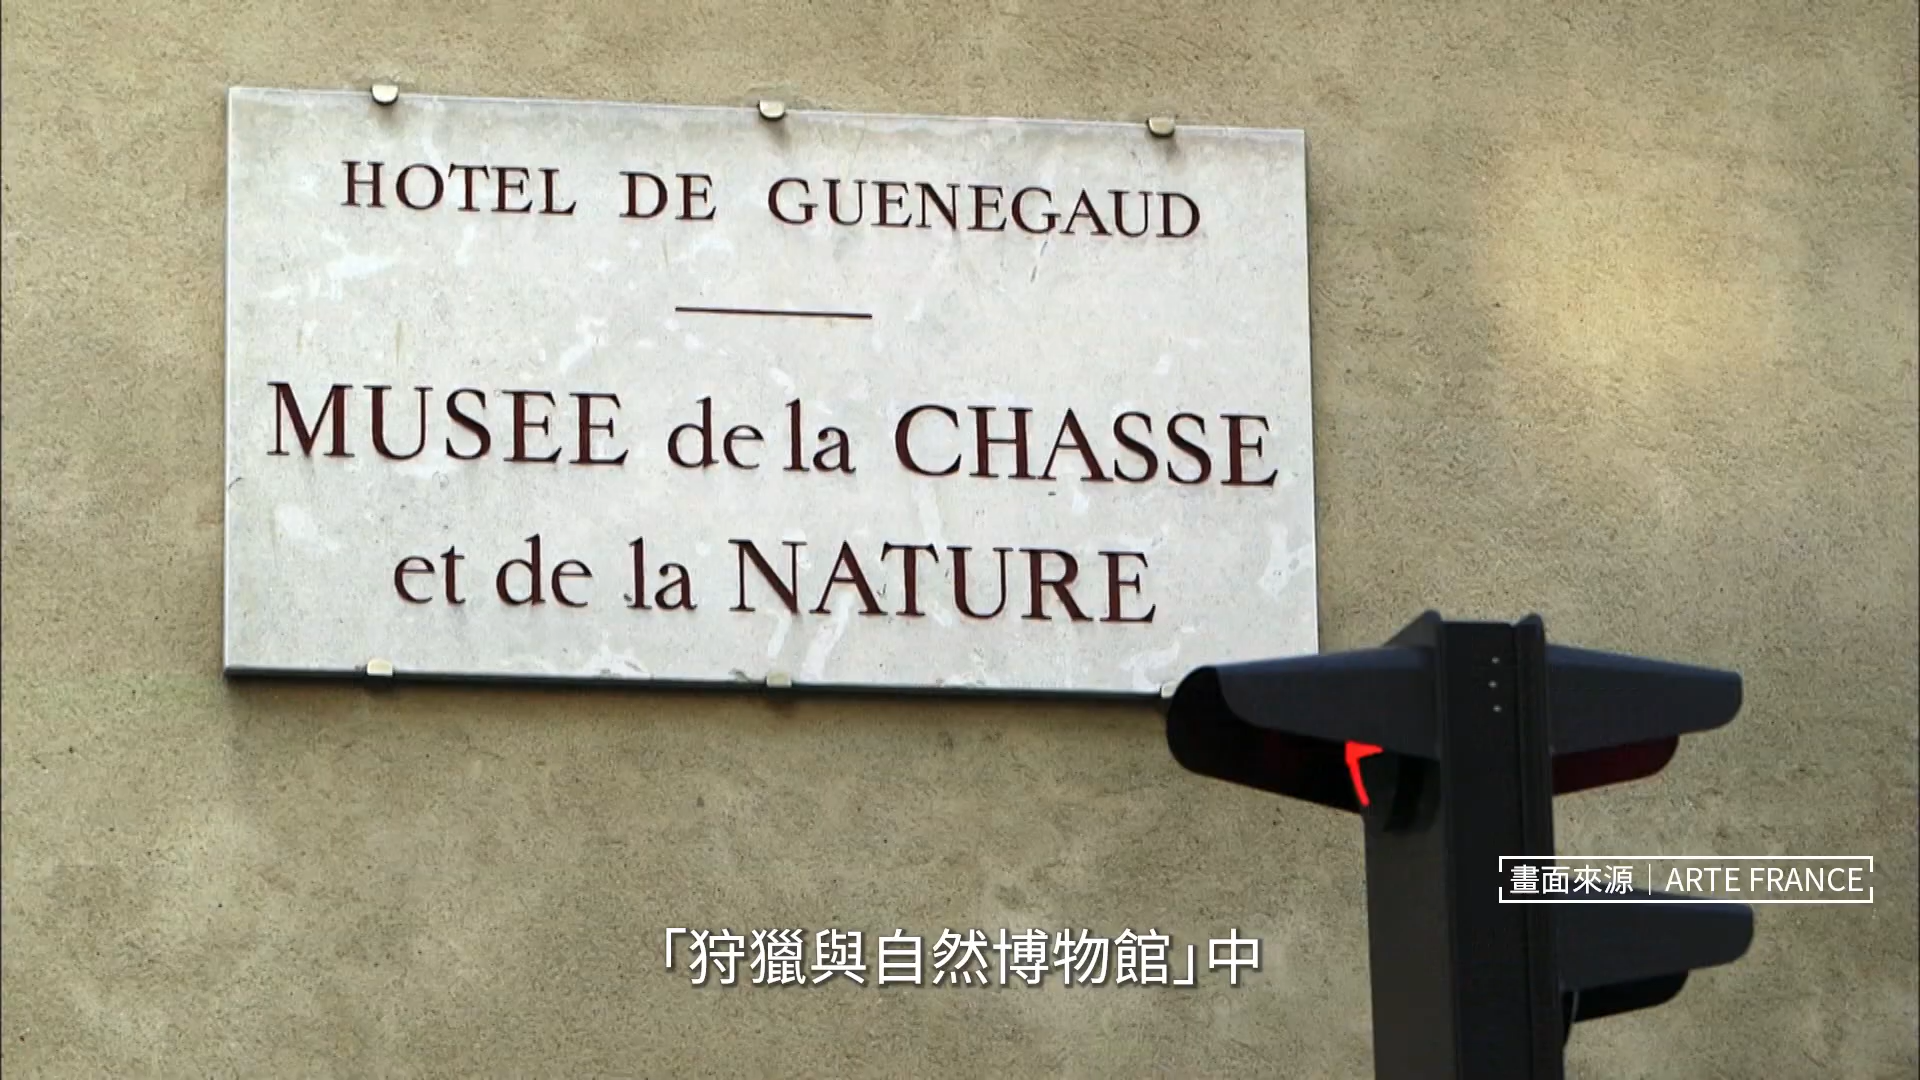 HOTEL DE GUENEGAUD
MUSEE de la CHASSE
et de la NATURE
畫面來源｜ARTE FRANCE
「狩獵與自然博物館」中